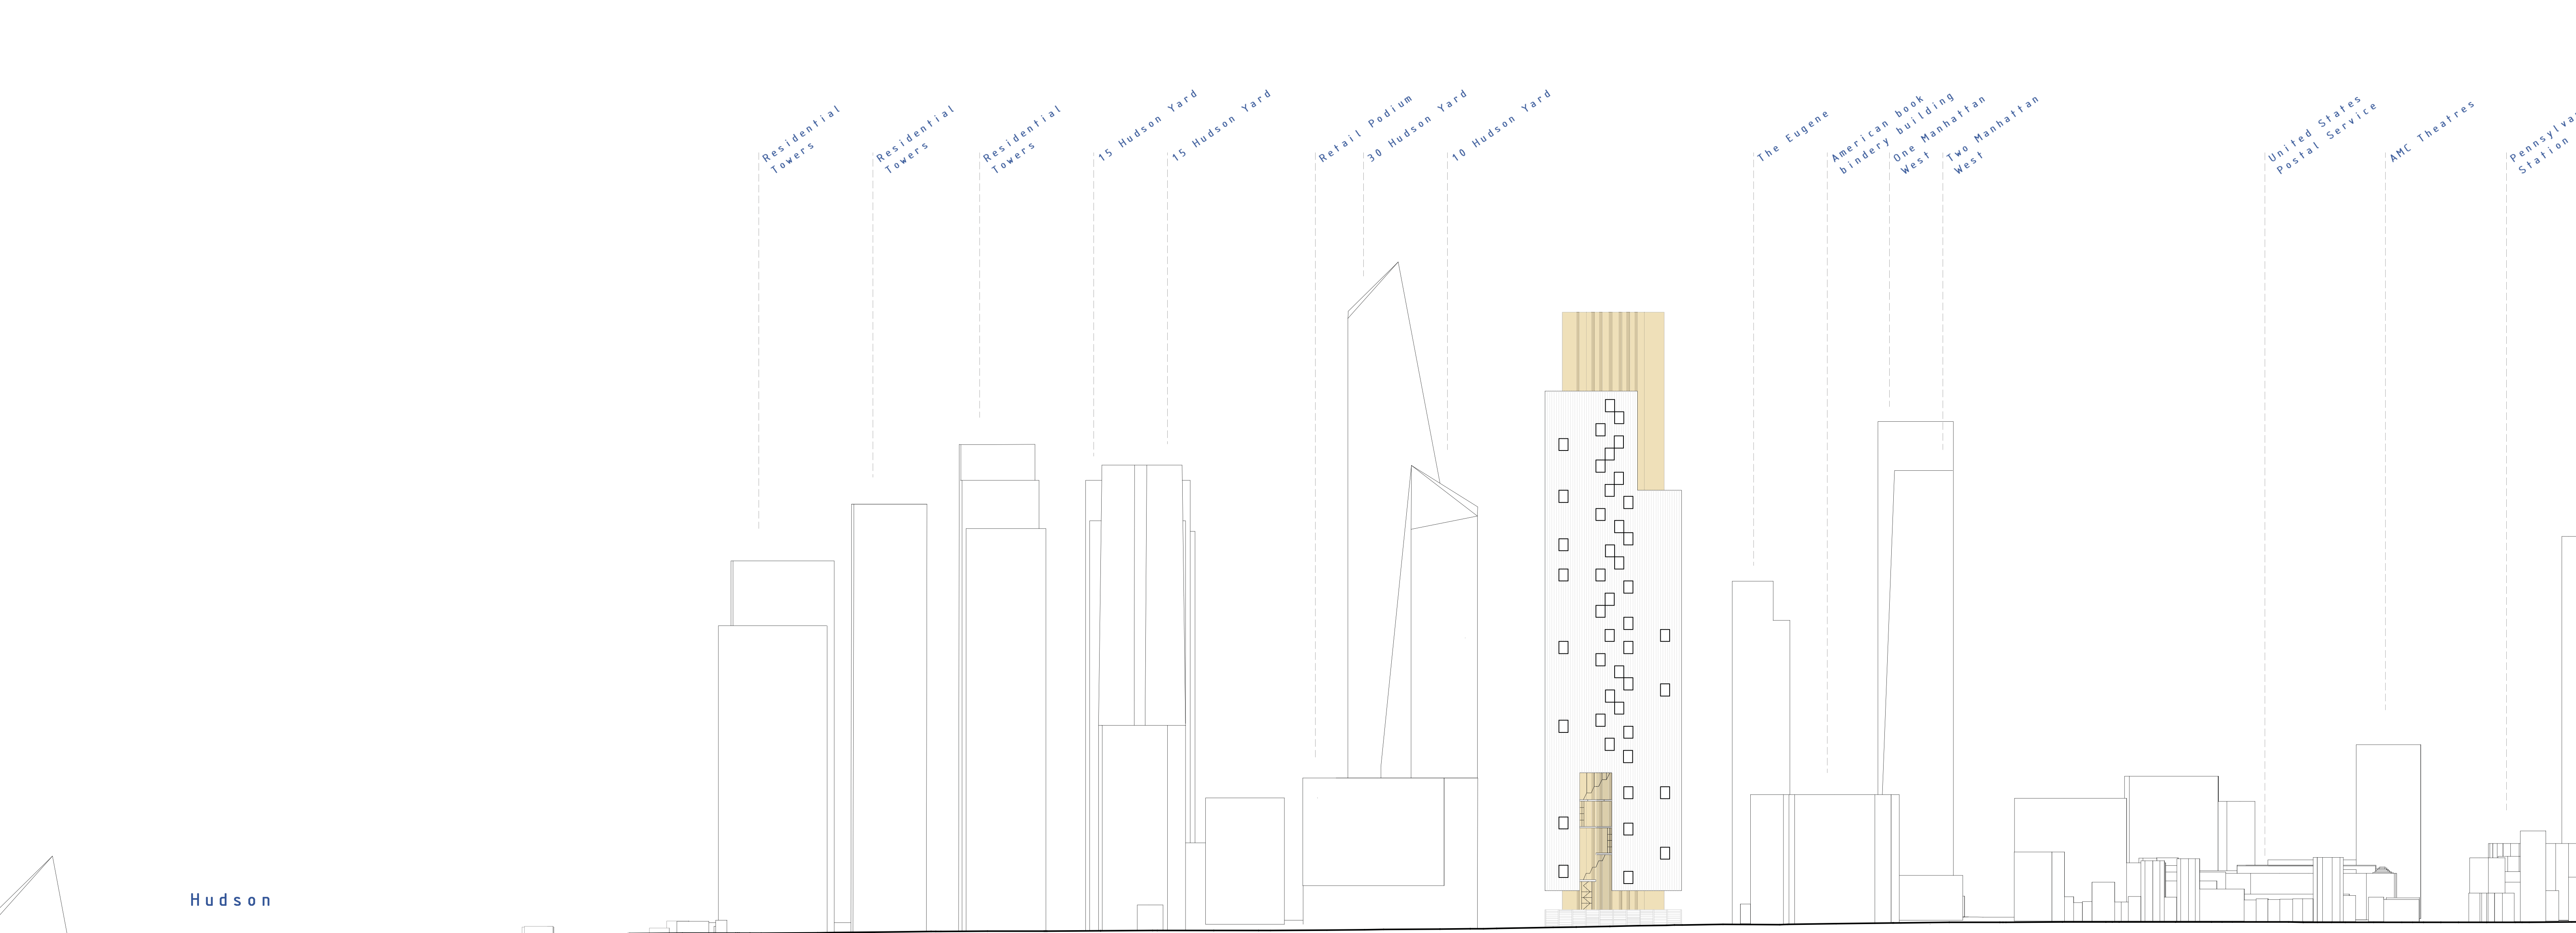 Residential
Towers
Residential
Towers
Residential
Towers
15 Hudson Yard
15 Hudson Yard
Retail Podium
30 Hudson Yard
10 Hudson Yard
The Eugene
American book
bindery building
One Manhattan
West
Two Manhattan
West
United States
Postal Service
AMC Theatres
Pennsylva
Station
Hudson